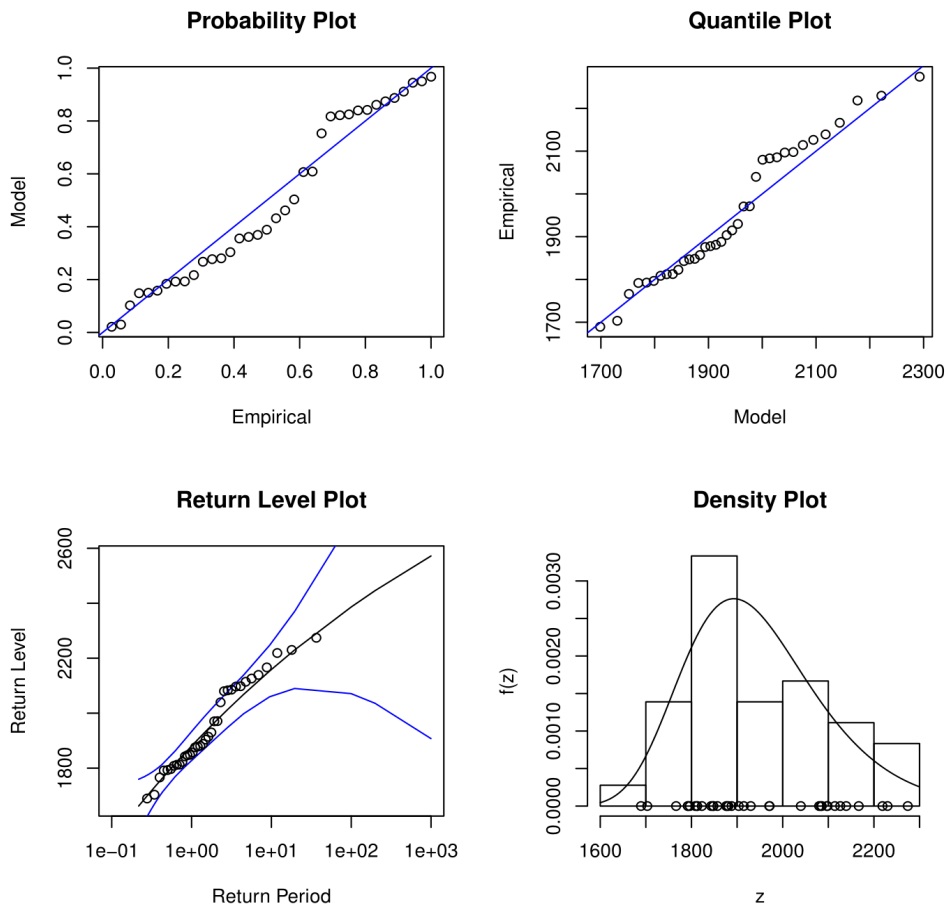 Probability Plot
Model
0.0 0.2 0.4 0.6 0.8 1.0
0.0 0.2 0.4 0.6 0.8 1.0
Empirical
Quantile Plot
Empirical
1700 1900 2100
1700 1900 2100 2300
Model
Return Level Plot
Return Level
1800 2200 2600
1e−01 1e+00 1e+01 1e+02 1e+03
Return Period
Density Plot
f(z)
0.0000 0.0010 0.0020 0.0030
1600 1800 2000 2200
z